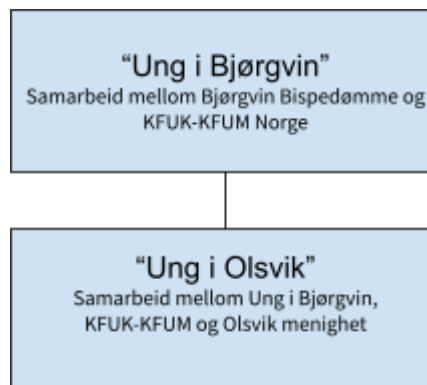 “Ung i Bjørgvin”
Samarbeid mellom Bjørgvin Bispedømme og
KFUK-KFUM Norge
“Ung i Olsvik”
Samarbeid mellom Ung i Bjørgvin,
KFUK-KFUM og Olsvik menighet